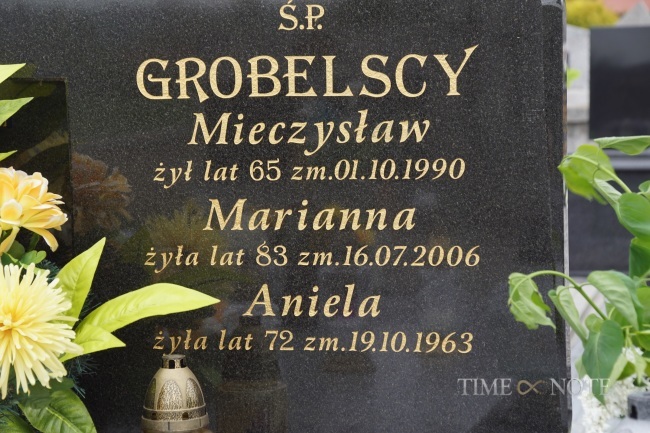 Ś.P.
GROBELSCY
Mieczysław
żył lat 65 zm.01.10.1990
Marianna
żyła lat 83 zm.16.07.2006
Aniela
żyła lat 72 zm.19.10.1963
TIME ∞ NOTE